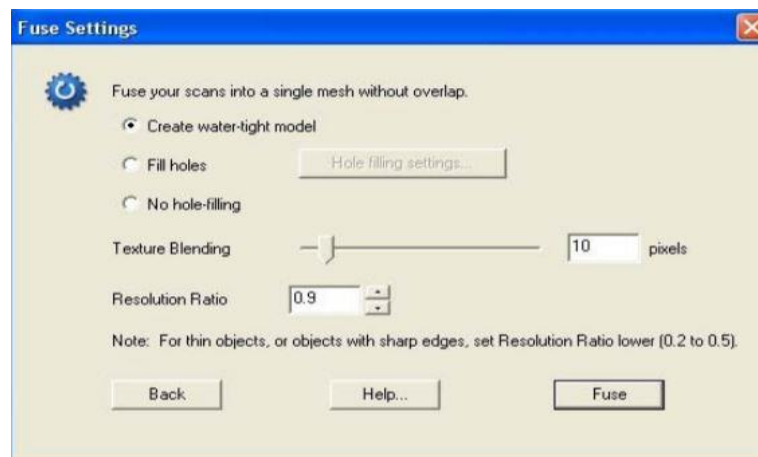 Fuse Settings
Fuse your scans into a single mesh without overlap.
Create water-tight model
Fill holes
Hole filling settings...
No hole-filling
Texture Blending
10 pixels
Resolution Ratio
0.9
Note: For thin objects, or objects with sharp edges, set Resolution Ratio lower (0.2 to 0.5).
Back
Help...
Fuse